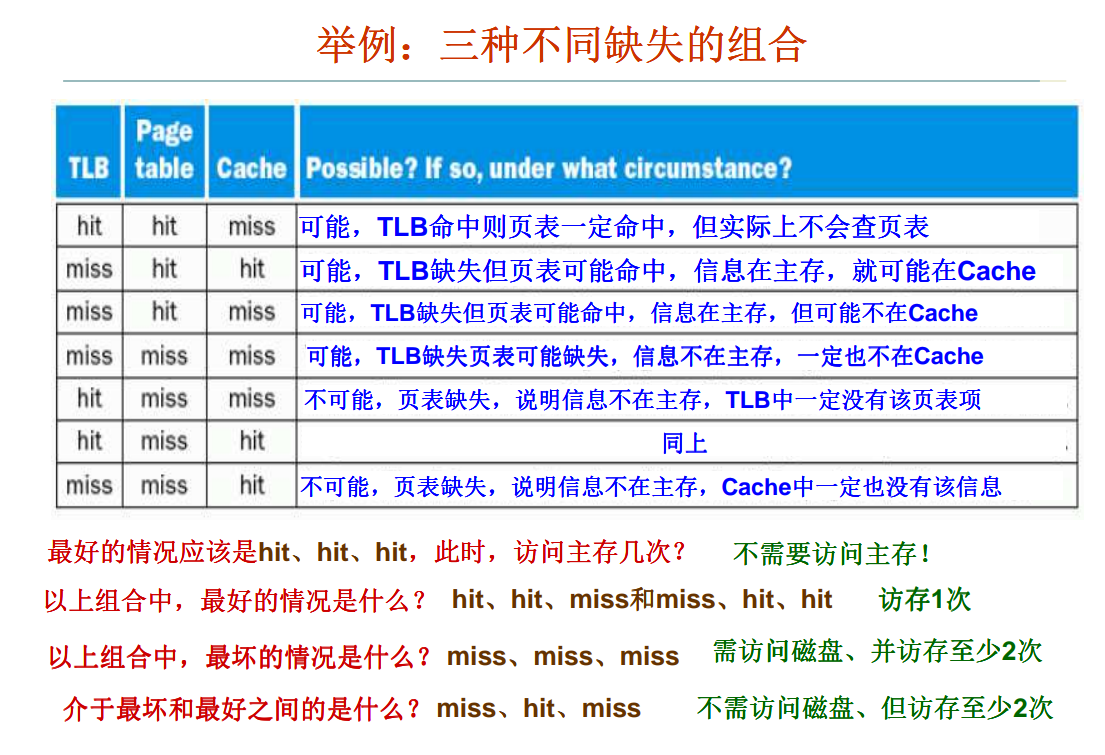 举例：三种不同缺失的组合
TLB Page table Cache Possible? If so, under what circumstance?
hit hit miss 可能，TLB命中则页表一定命中，但实际上不会查页表
miss hit hit 可能，TLB缺失但页表可能命中，信息在主存，就可能在Cache
miss hit miss 可能，TLB缺失但页表可能命中，信息在主存，但可能不在Cache
miss miss miss 可能，TLB缺失页表可能缺失，信息不在主存，一定也不在Cache
hit miss miss 不可能，页表缺失，说明信息不在主存，TLB中一定没有该页表项
hit miss hit 同上
miss miss hit 不可能，页表缺失，说明信息不在主存，Cache中一定也没有该信息
最好的情况应该是hit、hit、hit，此时，访问主存几次？ 不需要访问主存！
以上组合中，最好的情况是什么？ hit、hit、miss和miss、hit、hit 访存1次
以上组合中，最坏的情况是什么？ miss、miss、miss 需访问磁盘、并访存至少2次
介于最坏和最好之间的是什么？ miss、hit、miss 不需访问磁盘、但访存至少2次